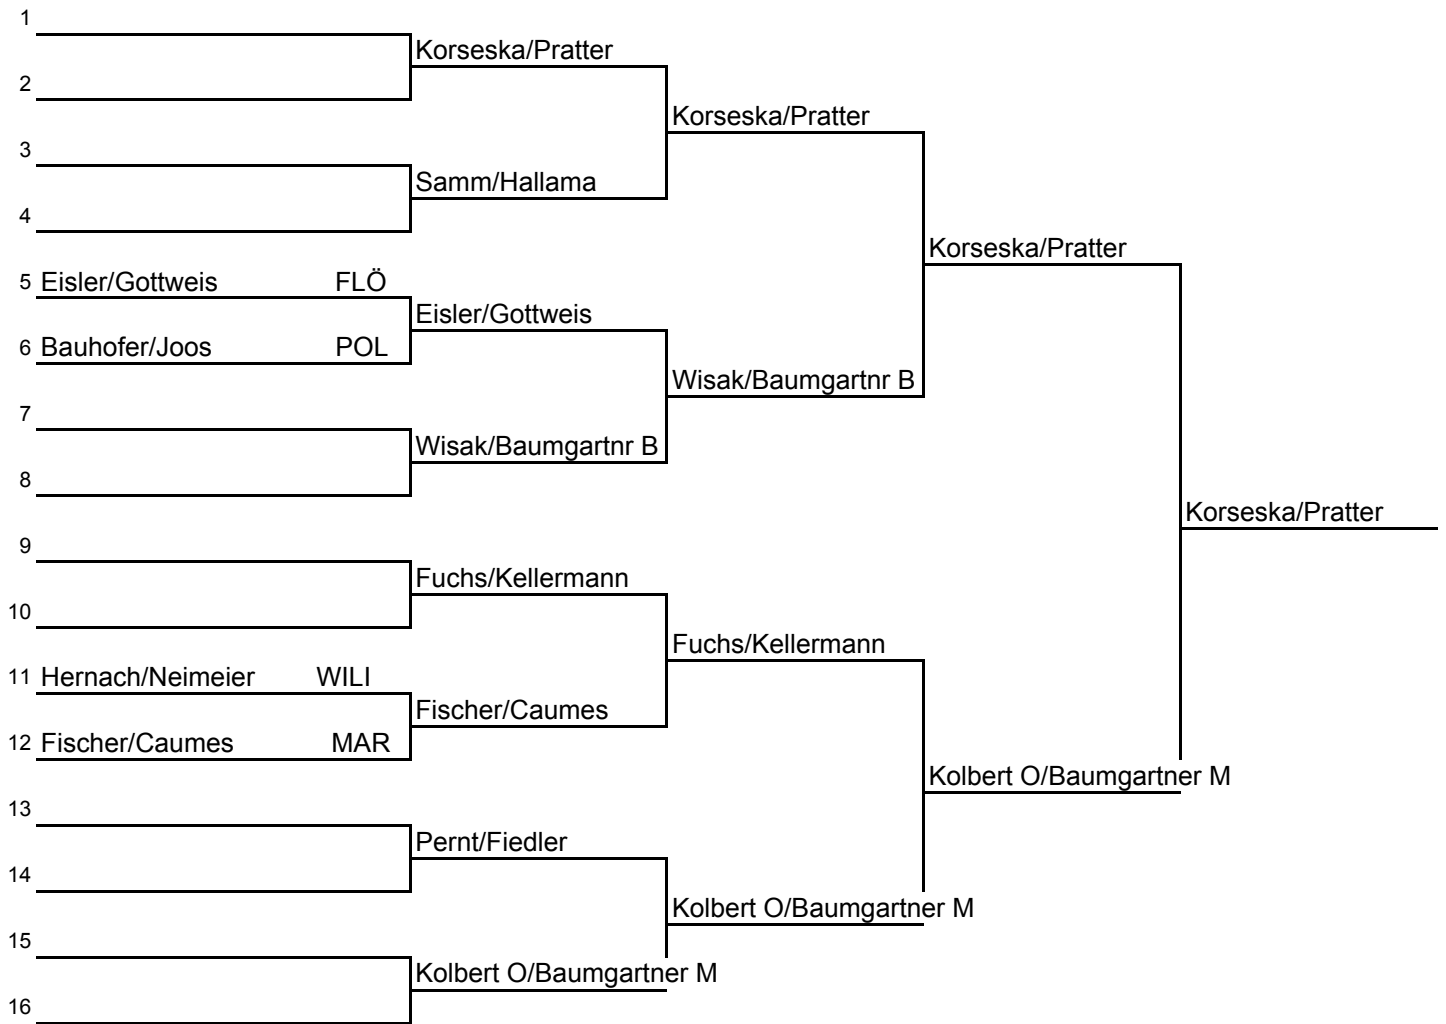 1
Korseska/Pratter
2
Korseska/Pratter
3
Samm/Hallama
4
Korseska/Pratter
5 Eisler/Gottweis FLÖ
Eisler/Gottweis
6 Bauhofer/Joos POL
Wisak/Baumgartnr B
7
Wisak/Baumgartnr B
8
Korseska/Pratter
9
Fuchs/Kellermann
10
Fuchs/Kellermann
11 Hernach/Neimeier WILI
Fischer/Caumes
12 Fischer/Caumes MAR
Kolbert O/Baumgartner M
13
Pernt/Fiedler
14
Kolbert O/Baumgartner M
15
Kolbert O/Baumgartner M
16